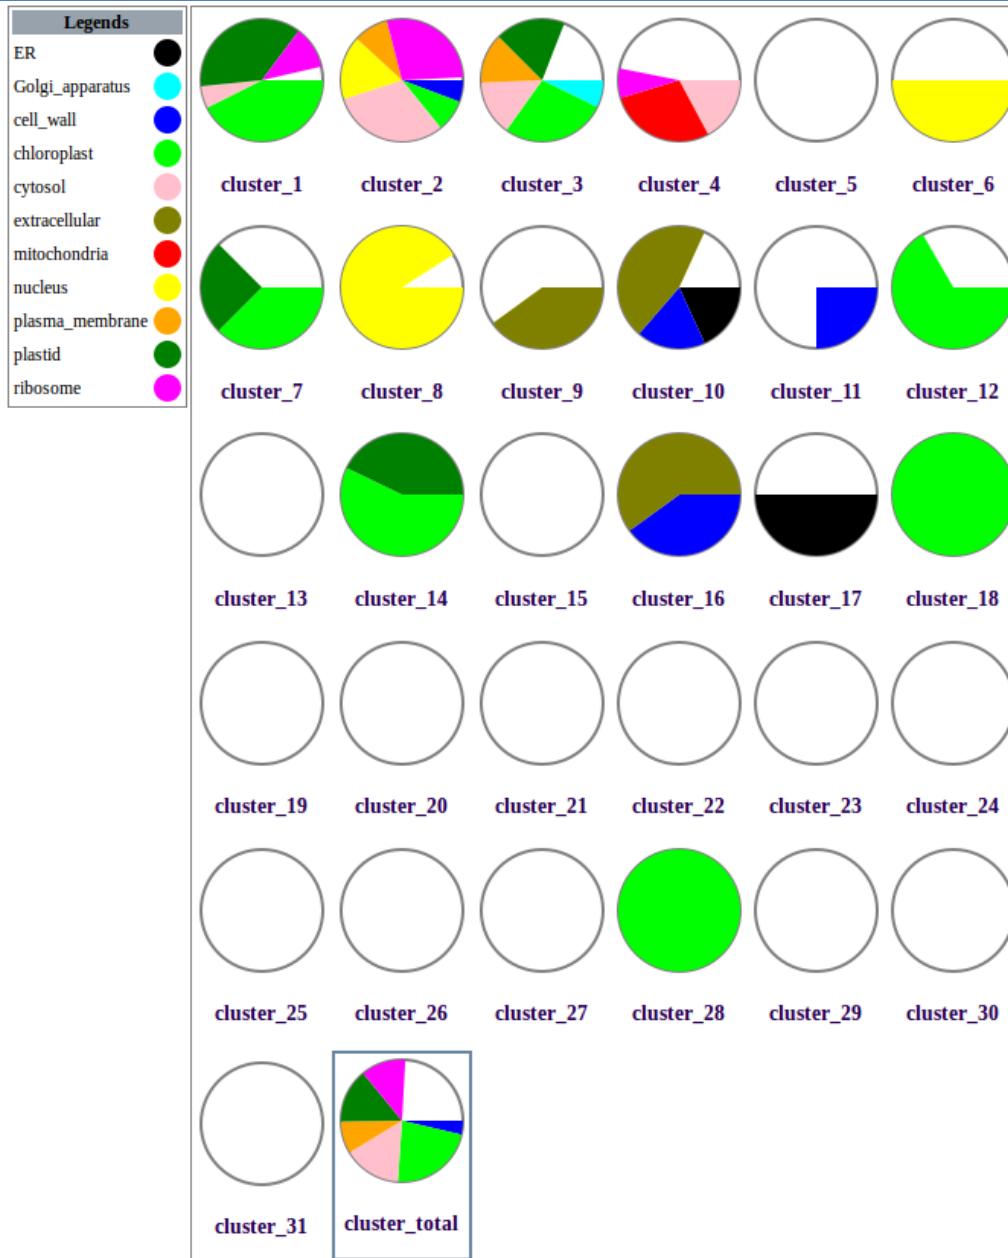 Legends
ER
Golgi_apparatus
cell_wall
chloroplast
cytosol
extracellular
mitochondria
nucleus
plasma_membrane
plastid
ribosome
cluster_1 cluster_2 cluster_3 cluster_4 cluster_5 cluster_6
cluster_7 cluster_8 cluster_9 cluster_10 cluster_11 cluster_12
cluster_13 cluster_14 cluster_15 cluster_16 cluster_17 cluster_18
cluster_19 cluster_20 cluster_21 cluster_22 cluster_23 cluster_24
cluster_25 cluster_26 cluster_27 cluster_28 cluster_29 cluster_30
cluster_31 cluster_total